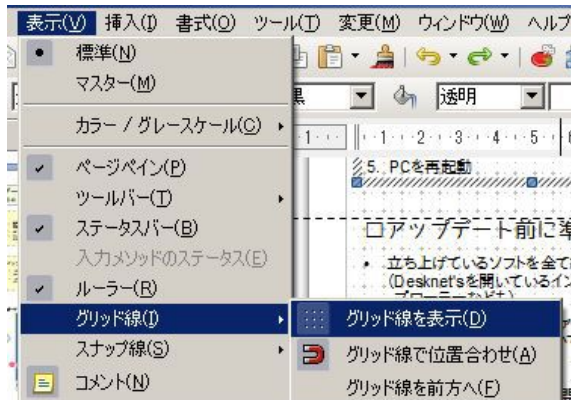 表示(V) 挿入(I) 書式(O) ツール(T) 変更(M) ウィンドウ(W) ヘルプ
標準(N)
マスター(M)
カラー / グレースケール(C)
黒
透明
1
1 2 3 4 5
ページペイン(P)
5. PCを再起動
ツールバー(T)
ステータスバー(B)
ロアップデート前に準
入力メソッドのステータス(E)
・ 立ち上げているソフトを全て
(Desknet'sを開いているイン
ルーラー(R)
グリッド線(I)
グリッド線を表示(D)
スナップ線(S)
グリッド線で位置合わせ(A)
コメント(N)
グリッド線を前方へ(F)